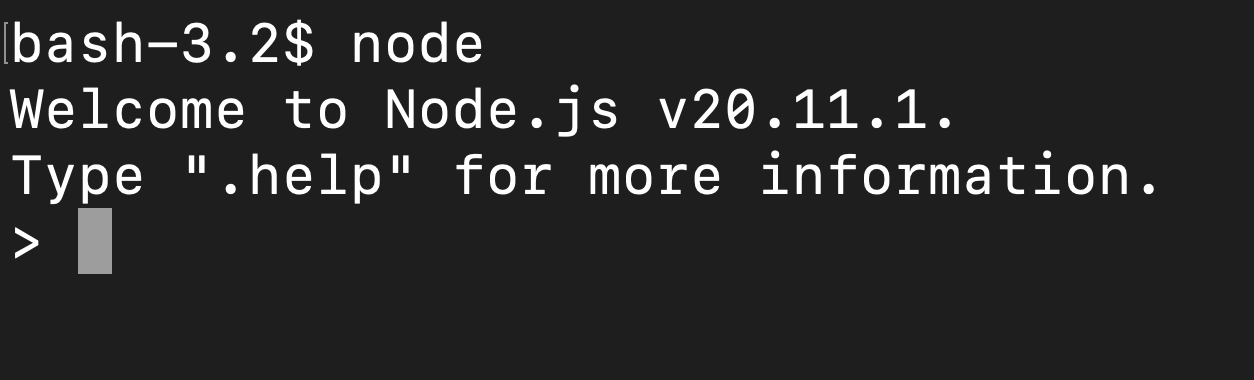 bash-3.2$ node
Welcome to Node.js v20.11.1.
Type ".help" for more information.
>